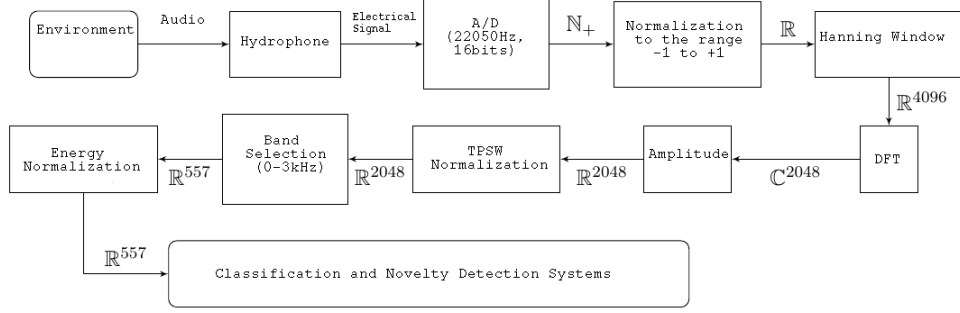 Environment
Audio
Hydrophone
Electrical
Signal
A/D
(22050Hz,
16bits)
ℕ₊
Normalization
to the range
-1 to +1
ℝ
Hanning Window
ℝ⁴⁰⁹⁶
DFT
ℂ²⁰⁴⁸
Amplitude
ℝ²⁰⁴⁸
TPSW
Normalization
ℝ²⁰⁴⁸
Band
Selection
(0-3kHz)
ℝ⁵⁵⁷
Energy
Normalization
ℝ⁵⁵⁷
Classification and Novelty Detection Systems